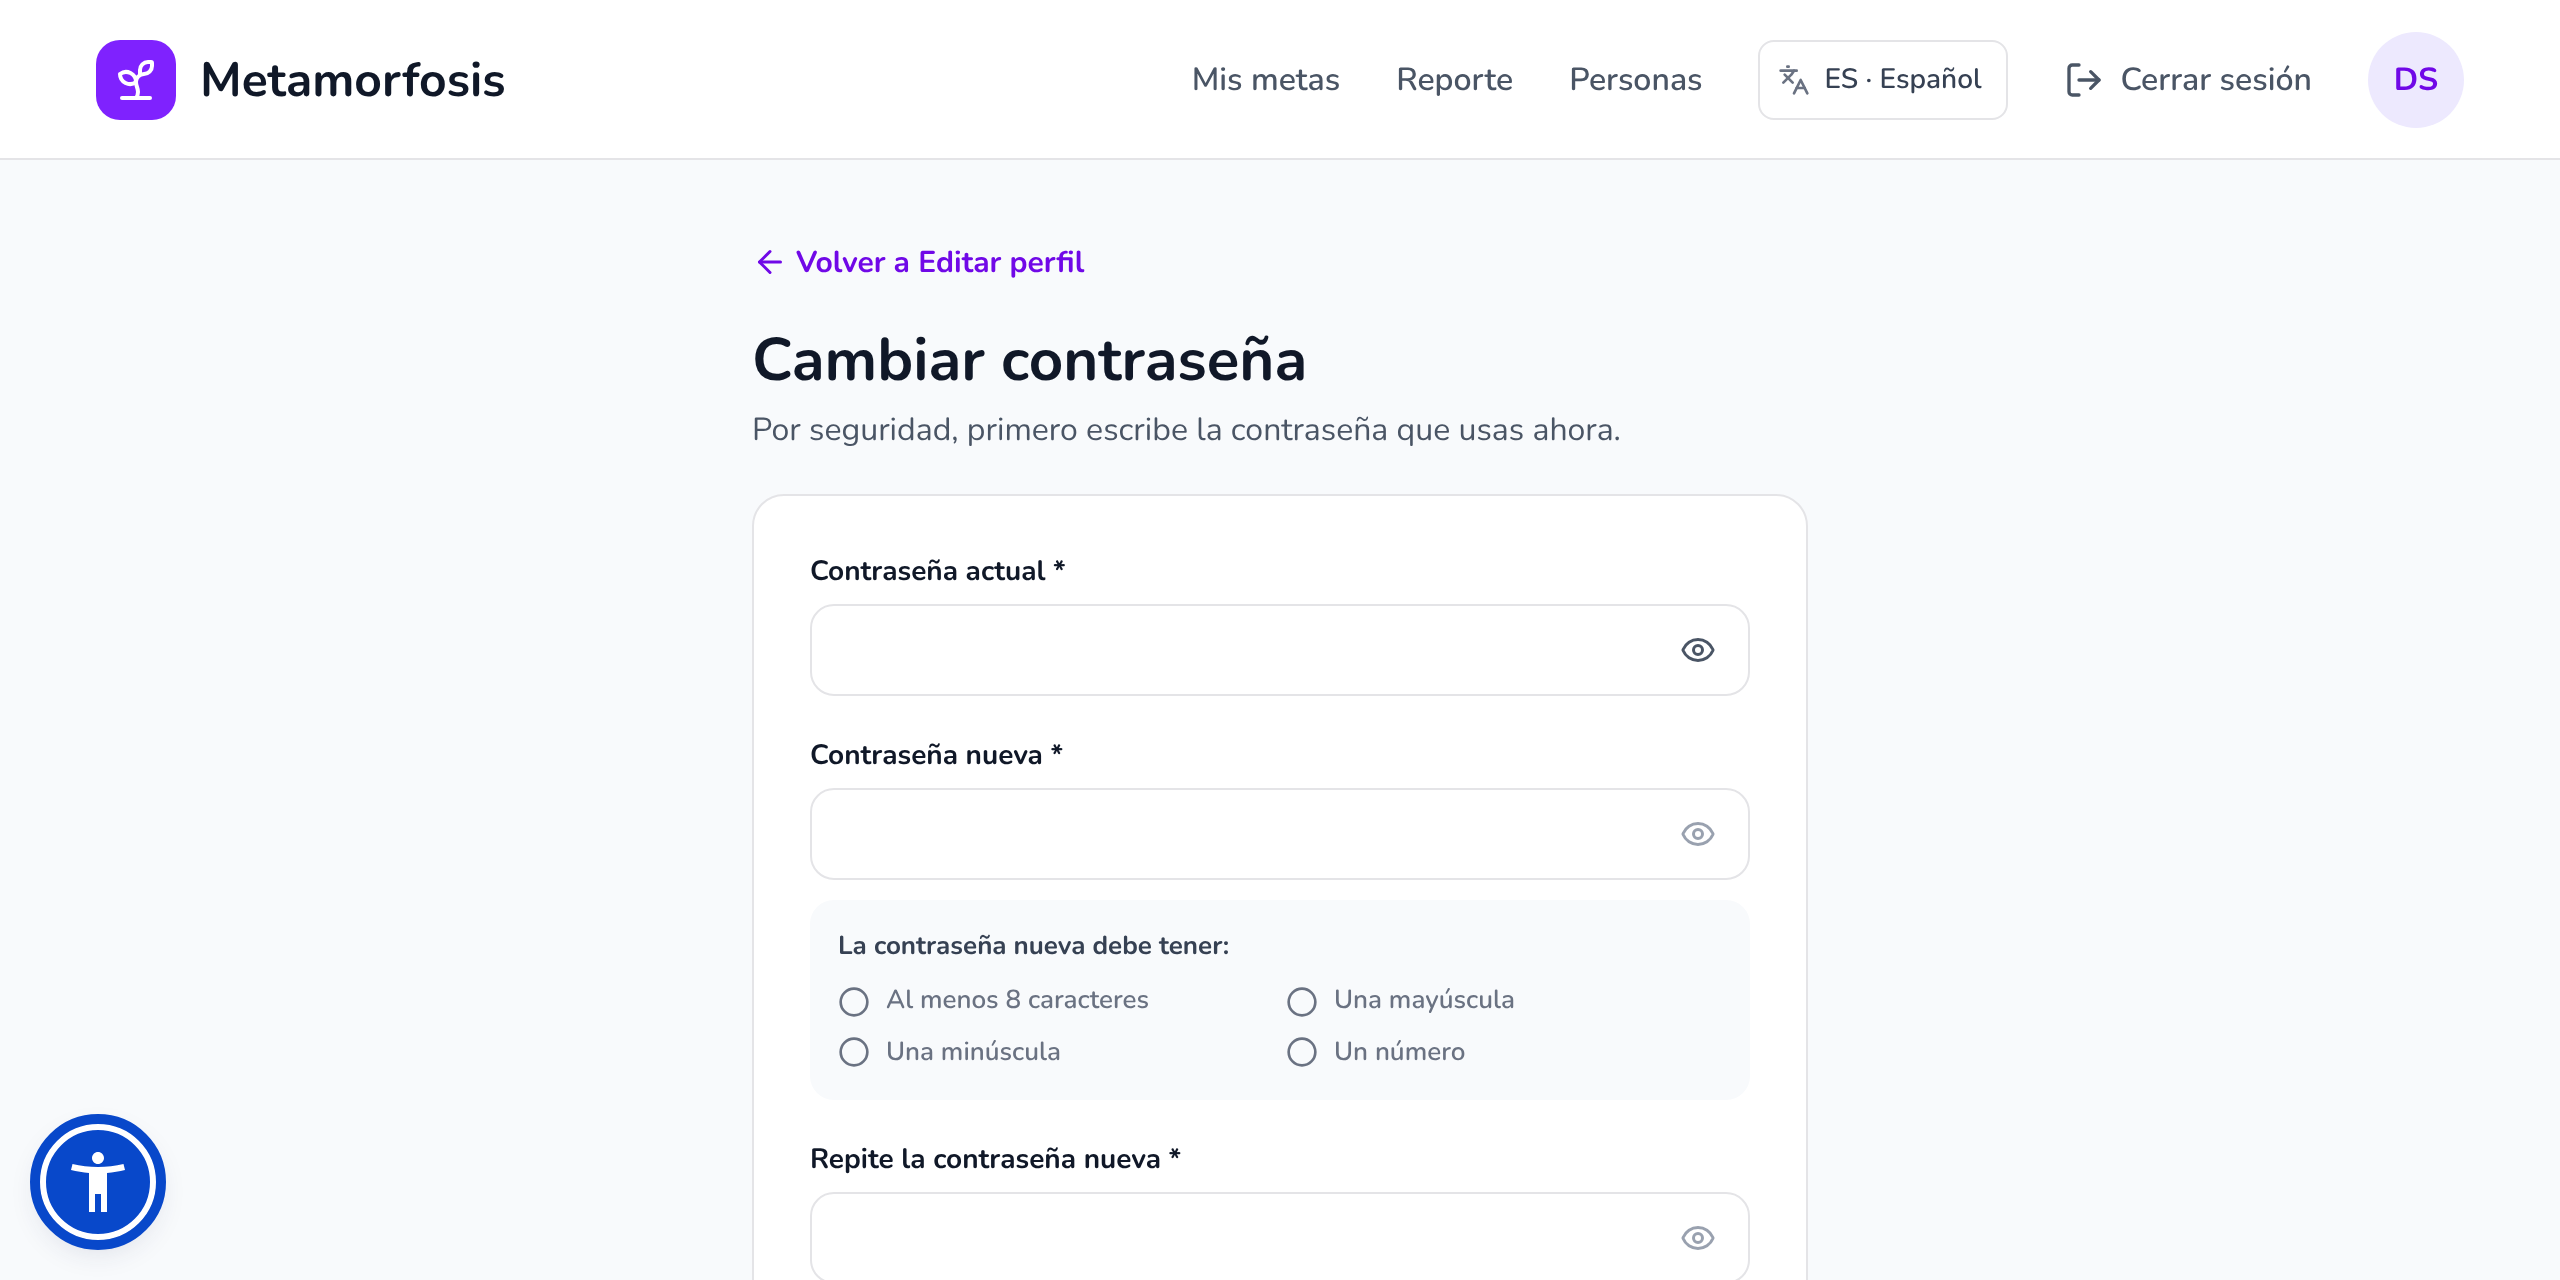 Metamorfosis
Mis metas
Reporte
Personas
ES · Español
Cerrar sesión
DS
Volver a Editar perfil
Cambiar contraseña
Por seguridad, primero escribe la contraseña que usas ahora.
Contraseña actual *
Contraseña nueva *
La contraseña nueva debe tener:
Al menos 8 caracteres
Una mayúscula
Una minúscula
Un número
Repite la contraseña nueva *